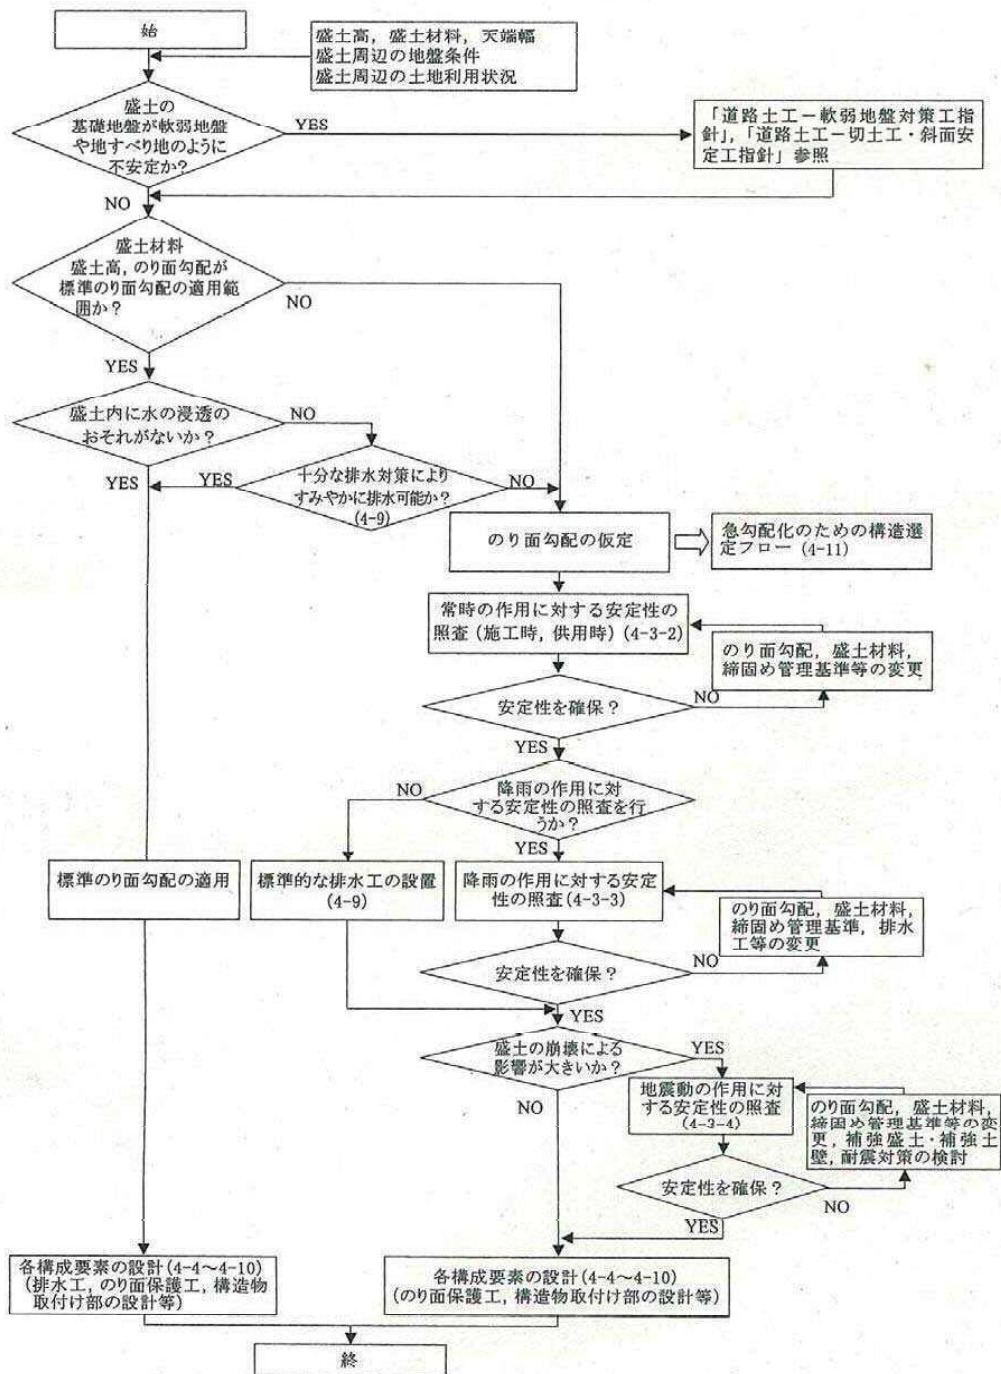 始
盛土高, 盛土材料, 天端幅
盛土周辺の地盤条件
盛土周辺の土地利用状況
盛土の
基礎地盤が軟弱地盤
や地すべり地のように
不安定か?
YES
「道路土工－軟弱地盤対策工指
針」, 「道路土工－切土工・斜面安
定工指針」参照
NO
盛土材料
盛土高, のり面勾配が
標準のり面勾配の適用範
囲か?
NO
YES
盛土内に水の浸透の
おそれがないか?
NO
YES
十分な排水対策により
すみやかに排水可能か?
(4-9)
YES
NO
のり面勾配の仮定
急勾配化のための構造選
定フロー (4-11)
常時の作用に対する安定性の
照査 (施工時, 供用時) (4-3-2)
のり面勾配, 盛土材料,
締固め管理基準等の変更
安定性を確保?
NO
YES
降雨の作用に対
する安定性の照査を行
うか?
NO
YES
標準のり面勾配の適用
標準的な排水工の設置
(4-9)
降雨の作用に対する安定
性の照査(4-3-3)
のり面勾配, 盛土材料,
締固め管理基準, 排水
工等の変更
安定性を確保?
NO
YES
盛土の崩壊による
影響が大きいか?
YES
NO
地震動の作用に対
する安定性の照査
(4-3-4)
のり面勾配, 盛土材料,
締固め管理基準等の変
更, 補強盛土・補強土
壁, 耐震対策の検討
安定性を確保?
NO
YES
各構成要素の設計(4-4～4-10)
(排水工, のり面保護工, 構造物
取付け部の設計等)
各構成要素の設計(4-4～4-10)
(のり面保護工, 構造物取付け部の設計等)
終